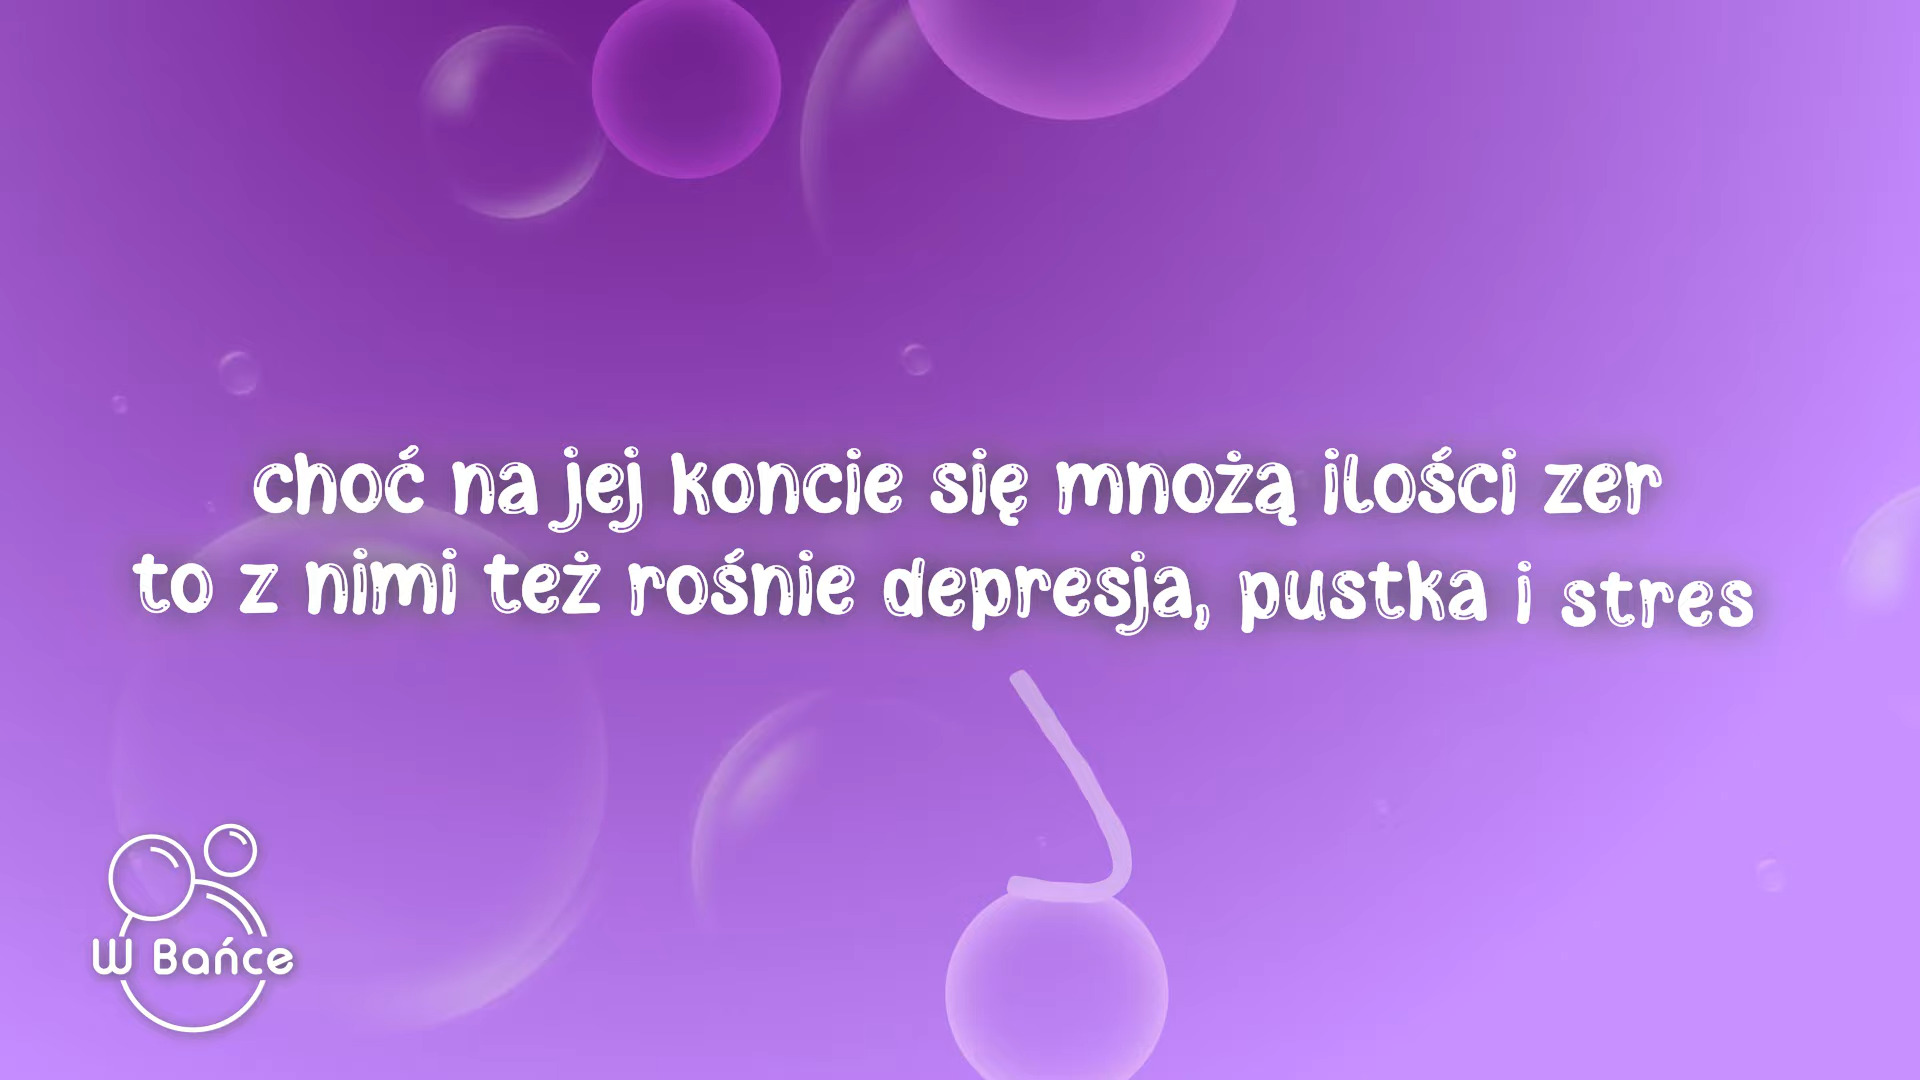 choć na jej koncie się mnożą ilości zer
to z nimi też rośnie depresja, pustka i stres
W Bańce